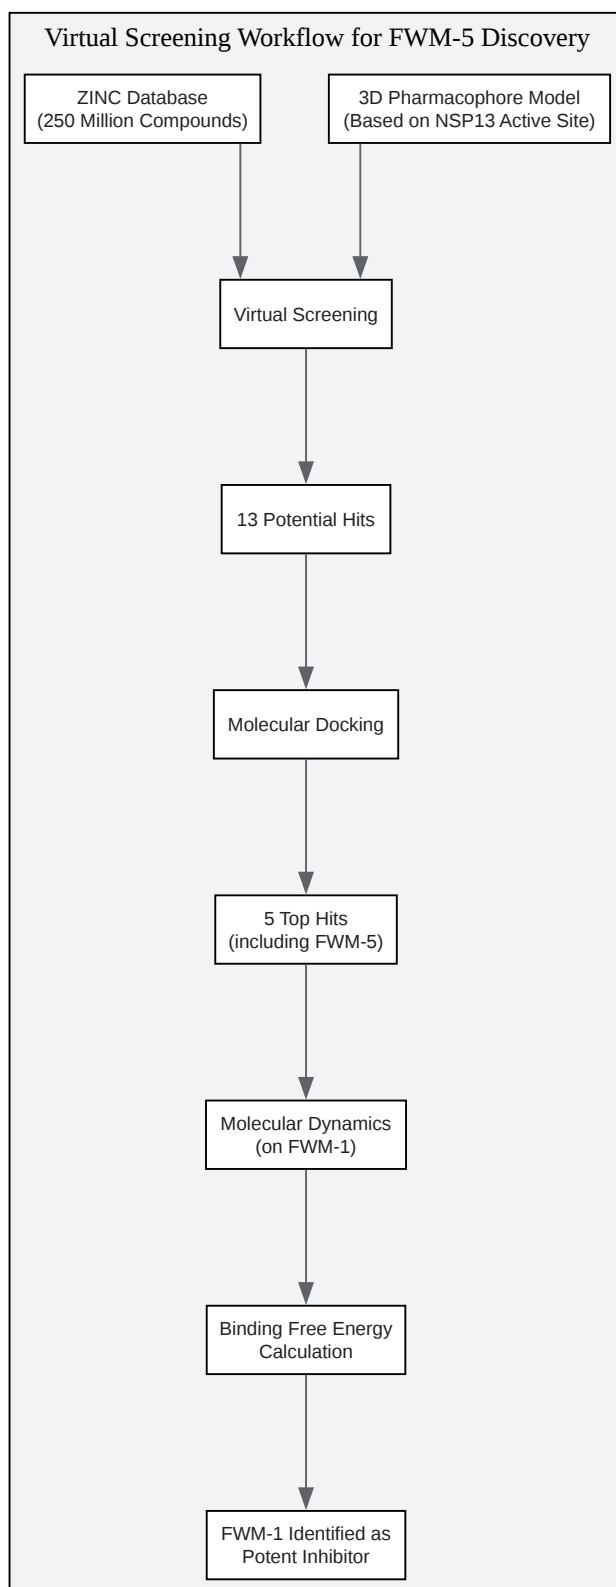 Virtual Screening Workflow for FWM-5 Discovery
ZINC Database
(250 Million Compounds)
3D Pharmacophore Model
(Based on NSP13 Active Site)
Virtual Screening
13 Potential Hits
Molecular Docking
5 Top Hits
(including FWM-5)
Molecular Dynamics
(on FWM-1)
Binding Free Energy
Calculation
FWM-1 Identified as
Potent Inhibitor